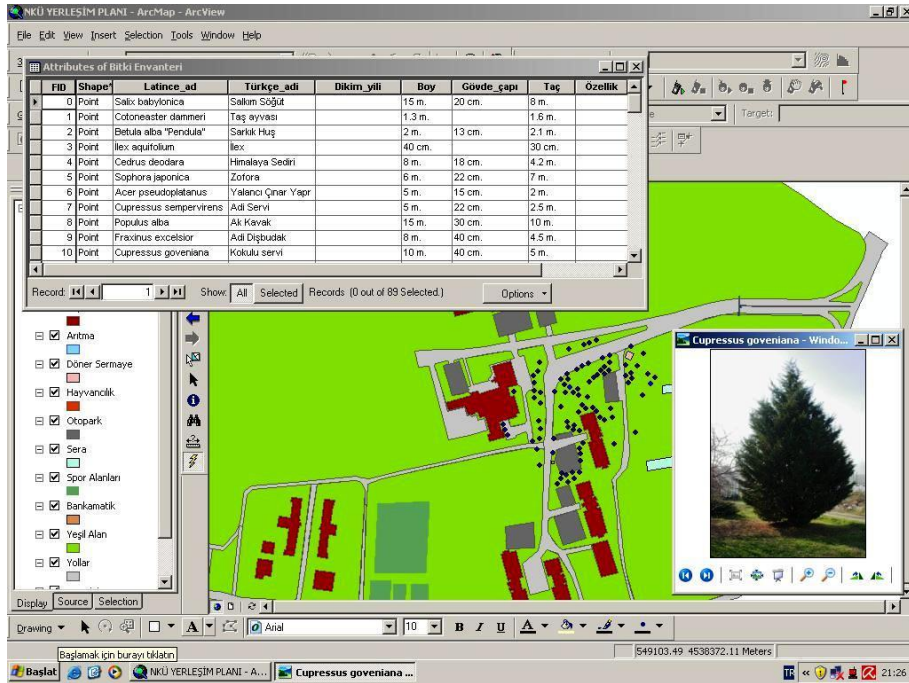 NKÜ YERLEŞİM PLANI - ArcMap - ArcView
File Edit View Insert Selection Tools Window Help
Attributes of Bitki Envanteri
FID Shape* Latince_ad Türkçe_adi Dikim_yili Boy Gövde_çapı Taç Özellik
0 Point Salix babylonica Salkım Söğüt 15 m. 20 cm. 8 m.
1 Point Cotoneaster dammeri Taş ayvası 1.3 m. 1.6 m.
2 Point Betula alba "Pendula" Sarkık Huş 2 m. 13 cm. 2.1 m.
3 Point İlex aquifolium İlex 40 cm. 30 cm.
4 Point Cedrus deodara Himalaya Sediri 8 m. 18 cm. 4.2 m.
5 Point Sophora japonica Zofora 6 m. 22 cm. 7 m.
6 Point Acer pseudoplatanus Yalancı Çınar Yapr 5 m. 15 cm. 2 m.
7 Point Cupressus sempervirens Adi Servi 5 m. 22 cm. 2.5 m.
8 Point Populus alba Ak Kavak 15 m. 30 cm. 10 m.
9 Point Fraxinus excelsior Adi Dişbudak 8 m. 40 cm. 4.5 m.
10 Point Cupressus goveniana Kokulu servi 10 m. 40 cm. 5 m.
Record: 1 Show: All Selected Records (0 out of 89 Selected.) Options
Target:
Arıtma
Döner Sermaye
Hayvancılık
Otopark
Sera
Spor Alanları
Bankamatik
Yeşil Alan
Yollar
Cupressus goveniana - Windo...
Display Source Selection
Drawing A Arial 10 B I U A
Başlamak için burayı tıklatın
549103.49 4538372.11 Meters
Başlat NKÜ YERLEŞİM PLANI - A... Cupressus goveniana ... TR 21:26